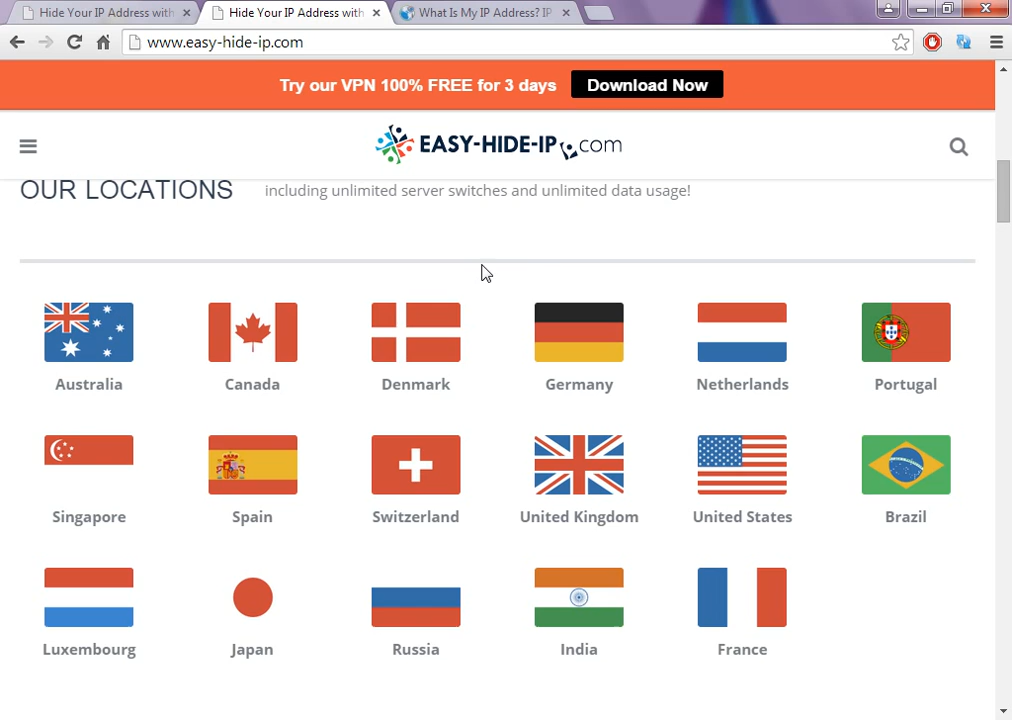 Hide Your IP Address with
Hide Your IP Address with
What Is My IP Address? IP
www.easy-hide-ip.com
Try our VPN 100% FREE for 3 days
Download Now
EASY-HIDE-IP.com
OUR LOCATIONS
including unlimited server switches and unlimited data usage!
Australia
Canada
Denmark
Germany
Netherlands
Portugal
Singapore
Spain
Switzerland
United Kingdom
United States
Brazil
Luxembourg
Japan
Russia
India
France